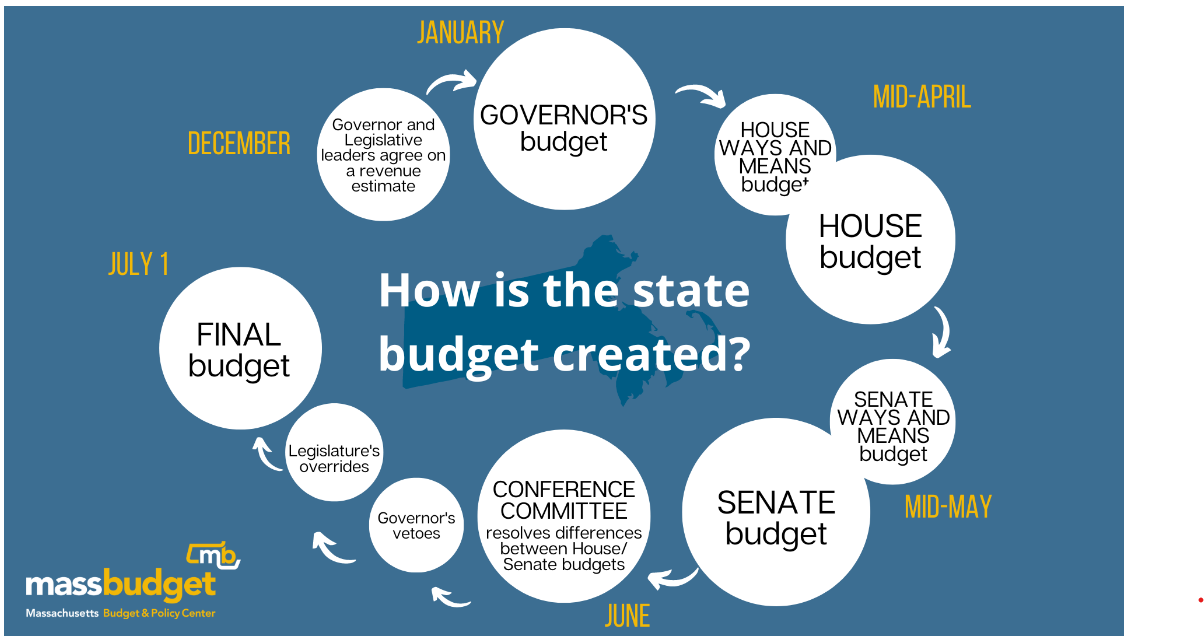 JANUARY
GOVERNOR'S
budget
MID-APRIL
HOUSE
WAYS AND
MEANS
budget
HOUSE
budget
DECEMBER
Governor and
Legislative
leaders agree on
a revenue
estimate
JULY 1
FINAL
budget
How is the state
budget created?
SENATE
WAYS AND
MEANS
budget
MID-MAY
SENATE
budget
CONFERENCE
COMMITTEE
resolves differences
between House/
Senate budgets
JUNE
Governor's
vetoes
Legislature's
overrides
mb
massbudget
Massachusetts Budget & Policy Center